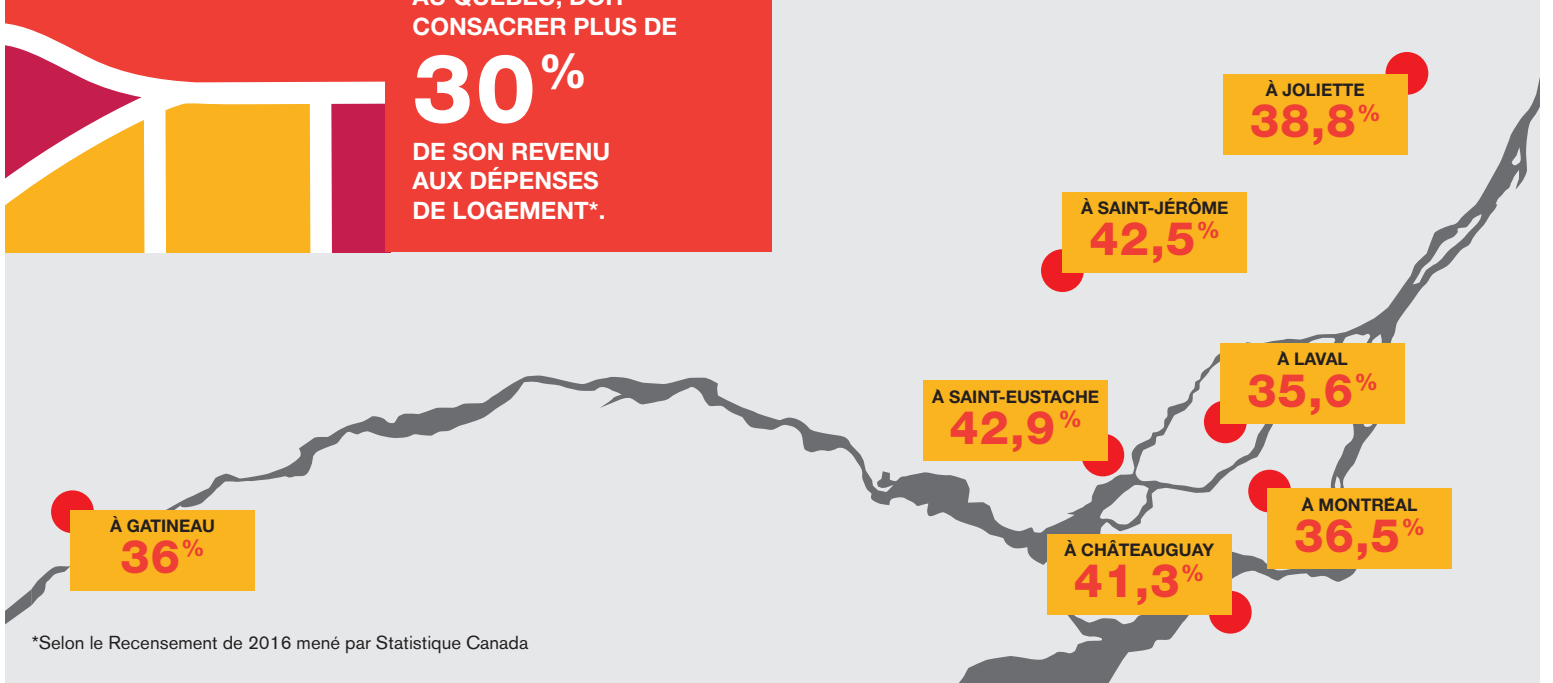 CONSACRER PLUS DE
30%
DE SON REVENU
AUX DÉPENSES
DE LOGEMENT*.
À JOLIETTE
38,8%
À SAINT-JÉRÔME
42,5%
À LAVAL
35,6%
À SAINT-EUSTACHE
42,9%
À MONTRÉAL
36,5%
À GATINEAU
36%
À CHÂTEAUGUAY
41,3%
*Selon le Recensement de 2016 mené par Statistique Canada